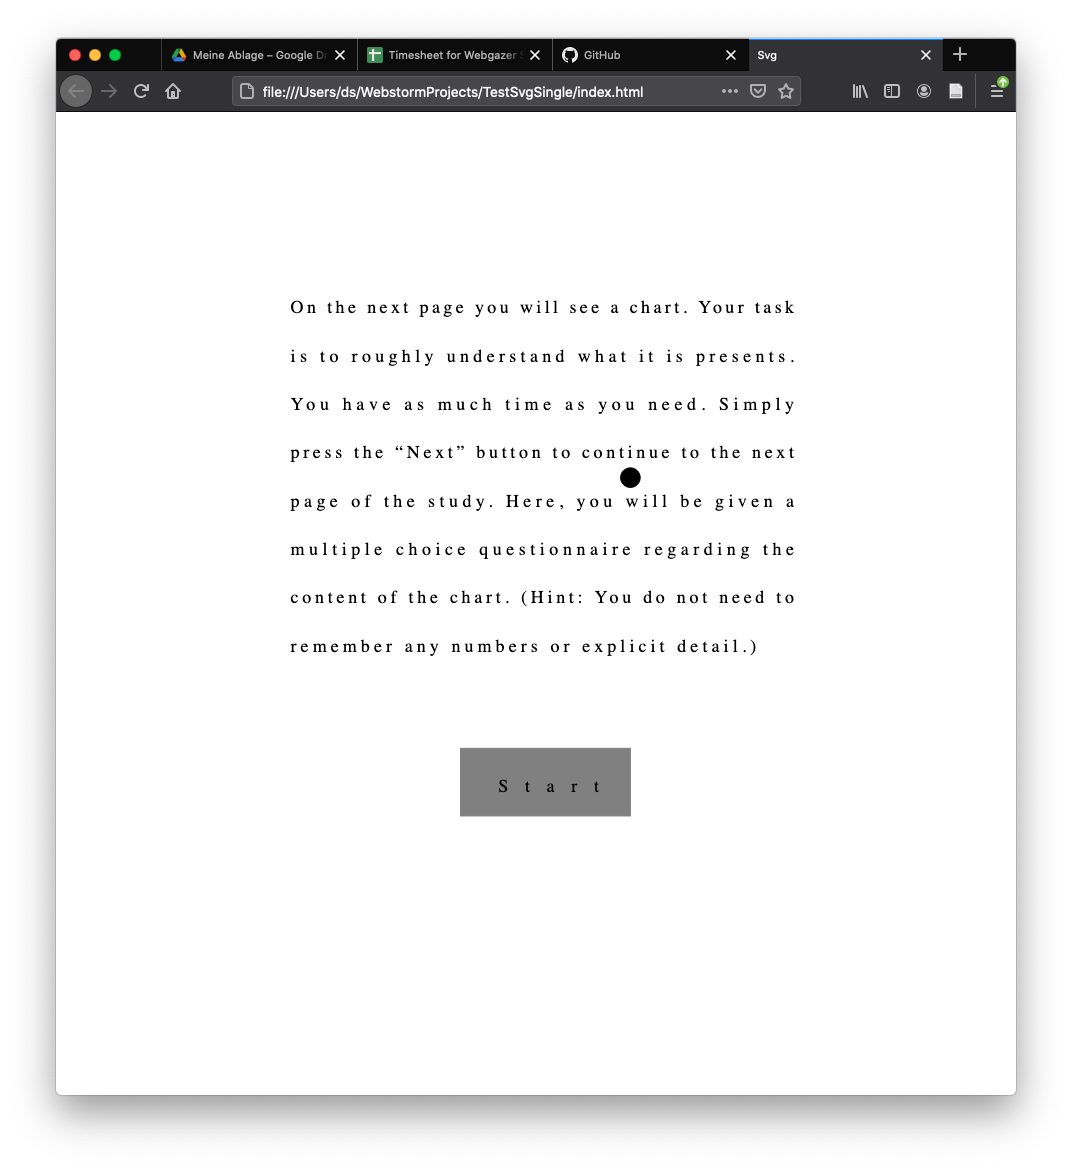 Meine Ablage – Google Dr
Timesheet for Webgazer
GitHub
Svg
file:///Users/ds/WebstormProjects/TestSvgSingle/index.html
On the next page you will see a chart. Your task
is to roughly understand what it is presents.
You have as much time as you need. Simply
press the “Next” button to continue to the next
page of the study. Here, you will be given a
multiple choice questionnaire regarding the
content of the chart. (Hint: You do not need to
remember any numbers or explicit detail.)
Start